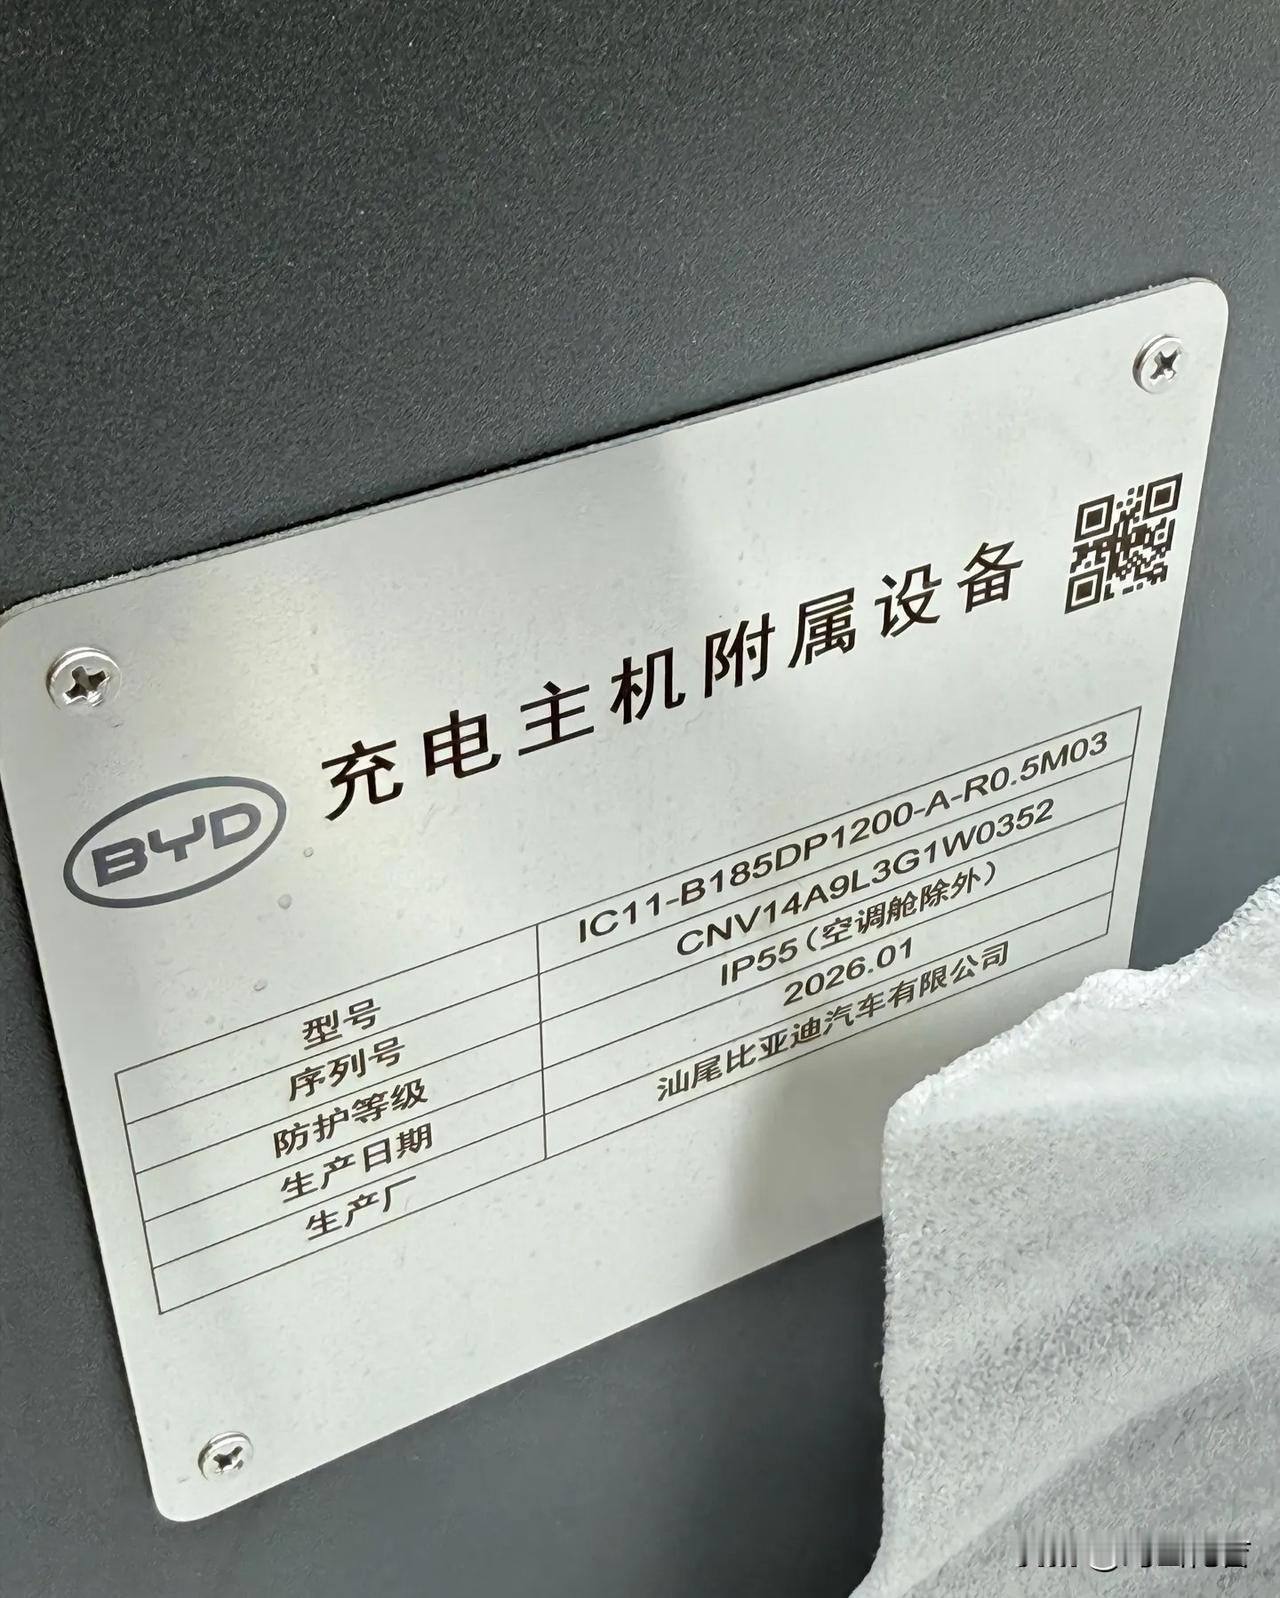 充电主机附属设备
BYD
型号 IC11-B185DP1200-A-R0.5M03
序列号 CNV14A9L3G1W0352
防护等级 IP55（空调舱除外）
生产日期 2026.01
生产厂 汕尾比亚迪汽车有限公司